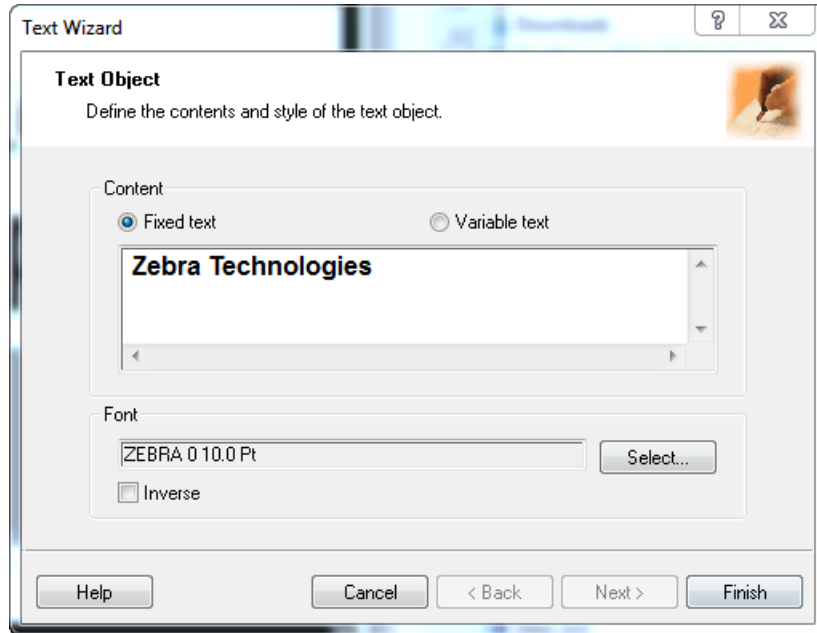 Text Wizard
Text Object
Define the contents and style of the text object.
Content
Fixed text Variable text
Zebra Technologies
Font
ZEBRA 0 10.0 Pt Select...
Inverse
Help Cancel < Back Next > Finish